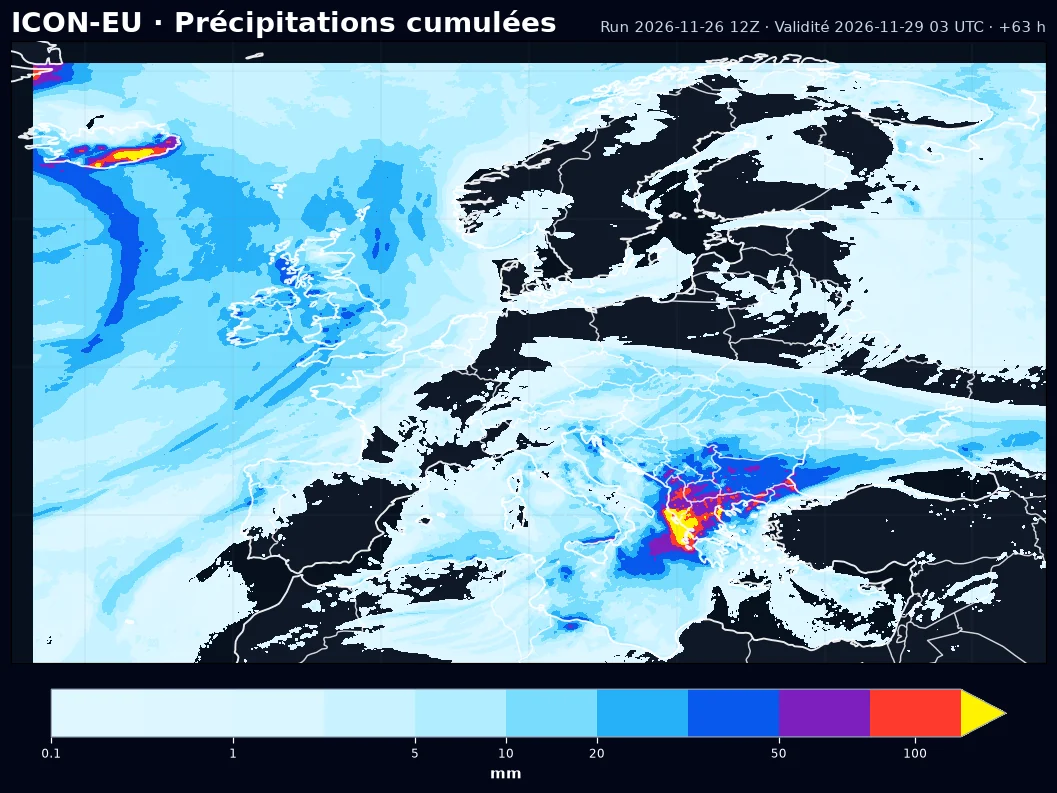 ICON-EU · Précipitations cumulées
Run 2026-11-26 12Z · Validité 2026-11-29 03 UTC · +63 h
0.1 1 5 10 20 50 100
mm